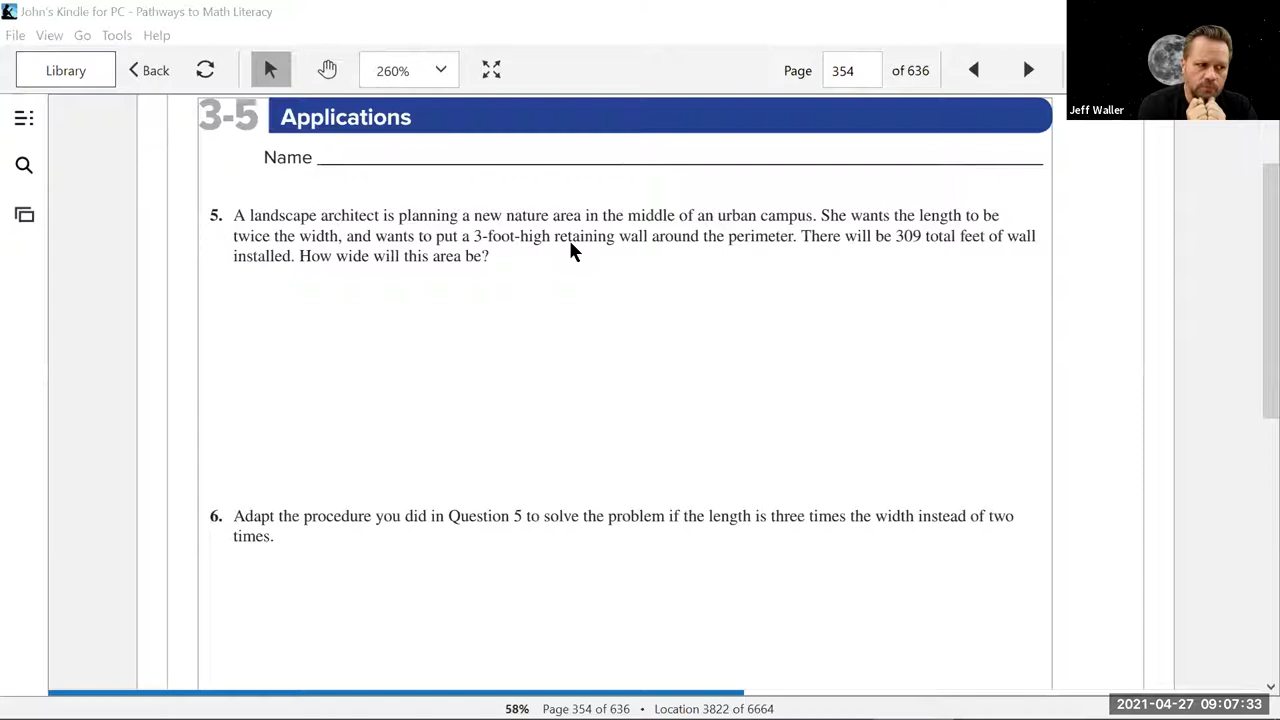 John's Kindle for PC - Pathways to Math Literacy
File View Go Tools Help
Library
Back
260%
Page 354 of 636
Jeff Waller
3-5 Applications
Name
5. A landscape architect is planning a new nature area in the middle of an urban campus. She wants the length to be
twice the width, and wants to put a 3-foot-high retaining wall around the perimeter. There will be 309 total feet of wall
installed. How wide will this area be?
6. Adapt the procedure you did in Question 5 to solve the problem if the length is three times the width instead of two
times.
58% Page 354 of 636 • Location 3822 of 6664
2021-04-27 09:07:33